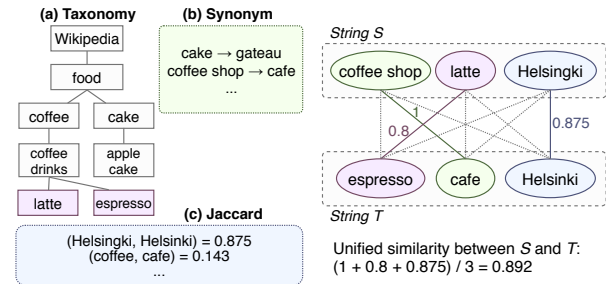 (a) Taxonomy
Wikipedia
food
coffee
cake
coffee
drinks
apple
cake
latte
espresso
(b) Synonym
cake → gateau
coffee shop → cafe
...
(c) Jaccard
(Helsingki, Helsinki) = 0.875
(coffee, cafe) = 0.143
...
String S
coffee shop
latte
Helsingki
1
0.8
0.875
espresso
cafe
Helsinki
String T
Unified similarity between S and T:
(1 + 0.8 + 0.875) / 3 = 0.892